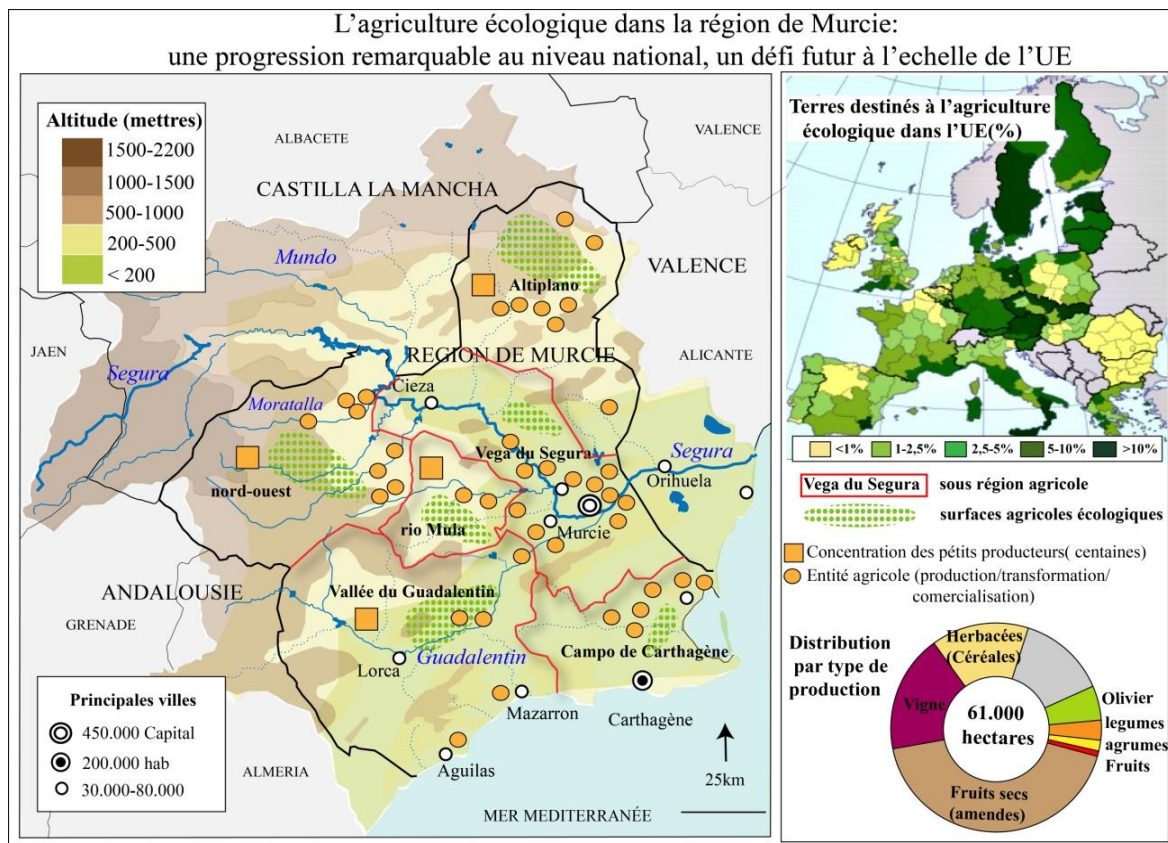 L’agriculture écologique dans la région de Murcie:
une progression remarquable au niveau national, un défi futur à l’echelle de l’UE
Altitude (mettres)
1500-2200
1000-1500
500-1000
200-500
< 200
ALBACETE
VALENCE
CASTILLA LA MANCHA
Mundo
VALENCE
Altiplano
JAEN
REGION DE MURCIE
ALICANTE
Segura
Cieza
Moratalla
Segura
Vega du Segura
Orihuela
nord-ouest
rio Mula
Murcie
ANDALOUSIE
Vallée du Guadalentin
GRENADE
Campo de Carthagène
Guadalentin
Lorca
Mazarron
Carthagène
Aguilas
ALMERIA
MER MEDITERRANÉE
25km
Principales villes
450.000 Capital
200.000 hab
30.000-80.000
Terres destinés à l’agriculture
écologique dans l’UE(%)
<1%
1-2,5%
2,5-5%
5-10%
>10%
Vega du Segura
sous région agricole
surfaces agricoles écologiques
Concentration des pétits producteurs( centaines)
Entité agricole (production/transformation/
comercialisation)
Distribution
par type de
production
Herbacées
(Céréales)
Vigne
61.000
hectares
Olivier
legumes
agrumes
Fruits
Fruits secs
(amendes)